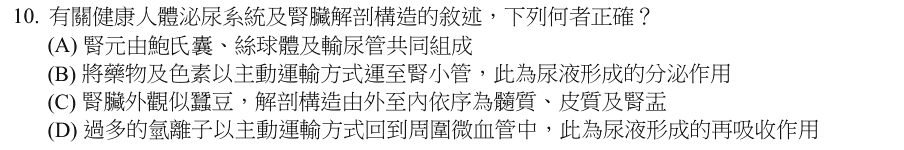 10. 有關健康人體泌尿系統及腎臟解剖構造的敘述，下列何者正確？
(A) 腎元由鮑氏囊、絲球體及輸尿管共同組成
(B) 將藥物及色素以主動運輸方式運至腎小管，此為尿液形成的分泌作用
(C) 腎臟外觀似蠶豆，解剖構造由外至內依序為髓質、皮質及腎盂
(D) 過多的氫離子以主動運輸方式回到周圍微血管中，此為尿液形成的再吸收作用